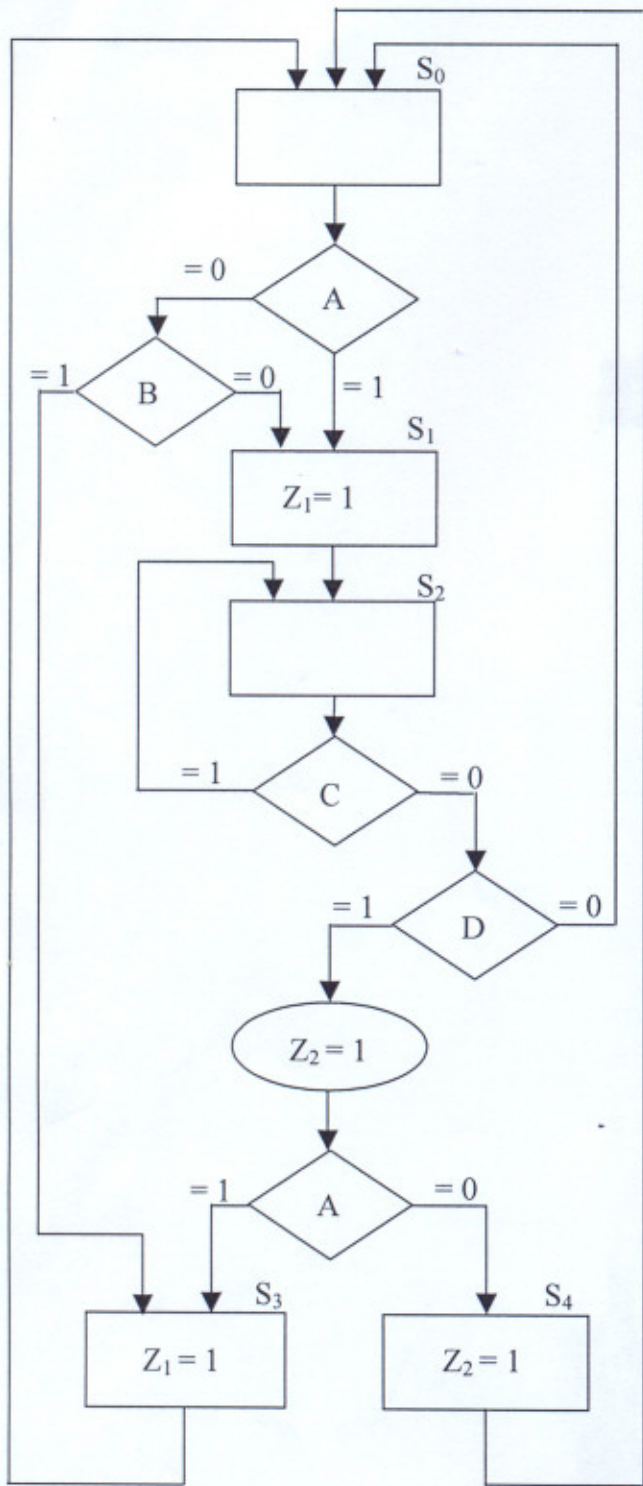 S₀
= 0
A
= 1
B
= 0
= 1
S₁
Z₁ = 1
S₂
= 1
C
= 0
= 1
D
= 0
Z₂ = 1
= 1
A
= 0
S₃
S₄
Z₁ = 1
Z₂ = 1